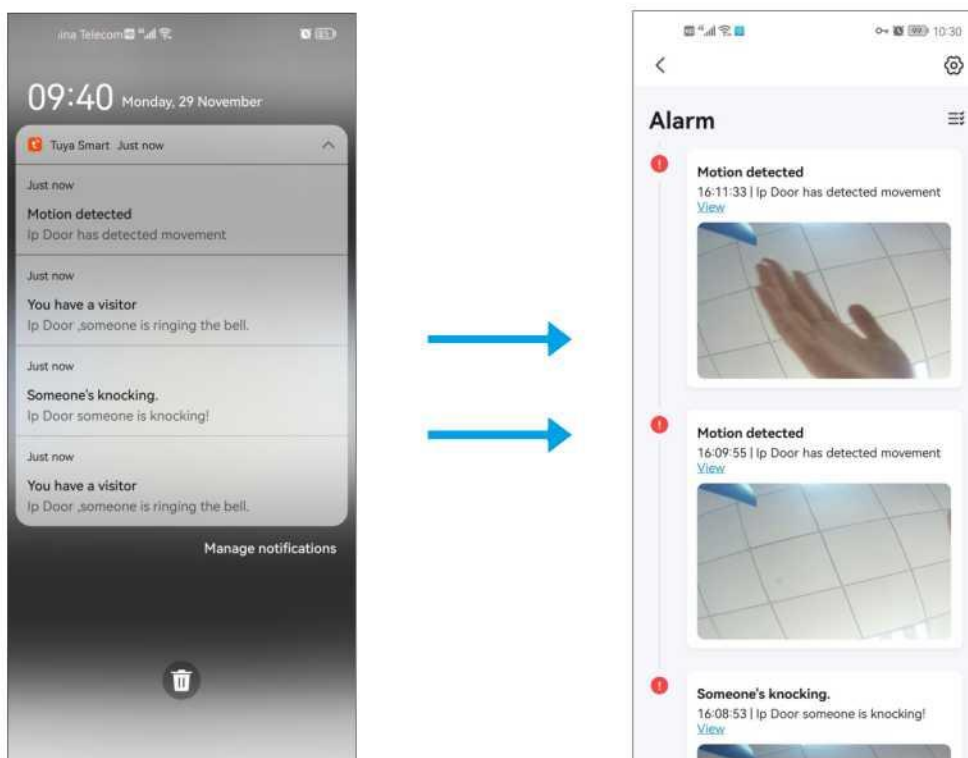 ina Telecom
09:40 Monday, 29 November
Tuya Smart Just now
Just now
Motion detected
Ip Door has detected movement
Just now
You have a visitor
Ip Door ,someone is ringing the bell.
Just now
Someone's knocking.
Ip Door someone is knocking!
Just now
You have a visitor
Ip Door ,someone is ringing the bell.
Manage notifications
10:30
Alarm
Motion detected
16:11:33 | Ip Door has detected movement
View
Motion detected
16:09:55 | Ip Door has detected movement
View
Someone's knocking.
16:08:53 | Ip Door someone is knocking!
View